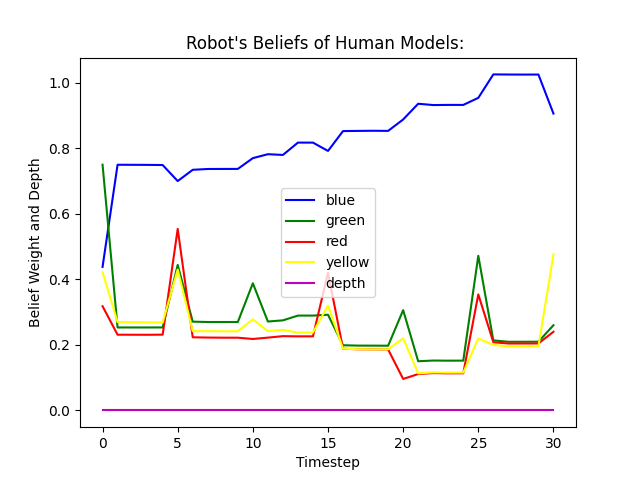 Robot's Beliefs of Human Models:
1.0
0.8
0.6
0.4
0.2
0.0
Belief Weight and Depth
blue
green
red
yellow
depth
0 5 10 15 20 25 30
Timestep